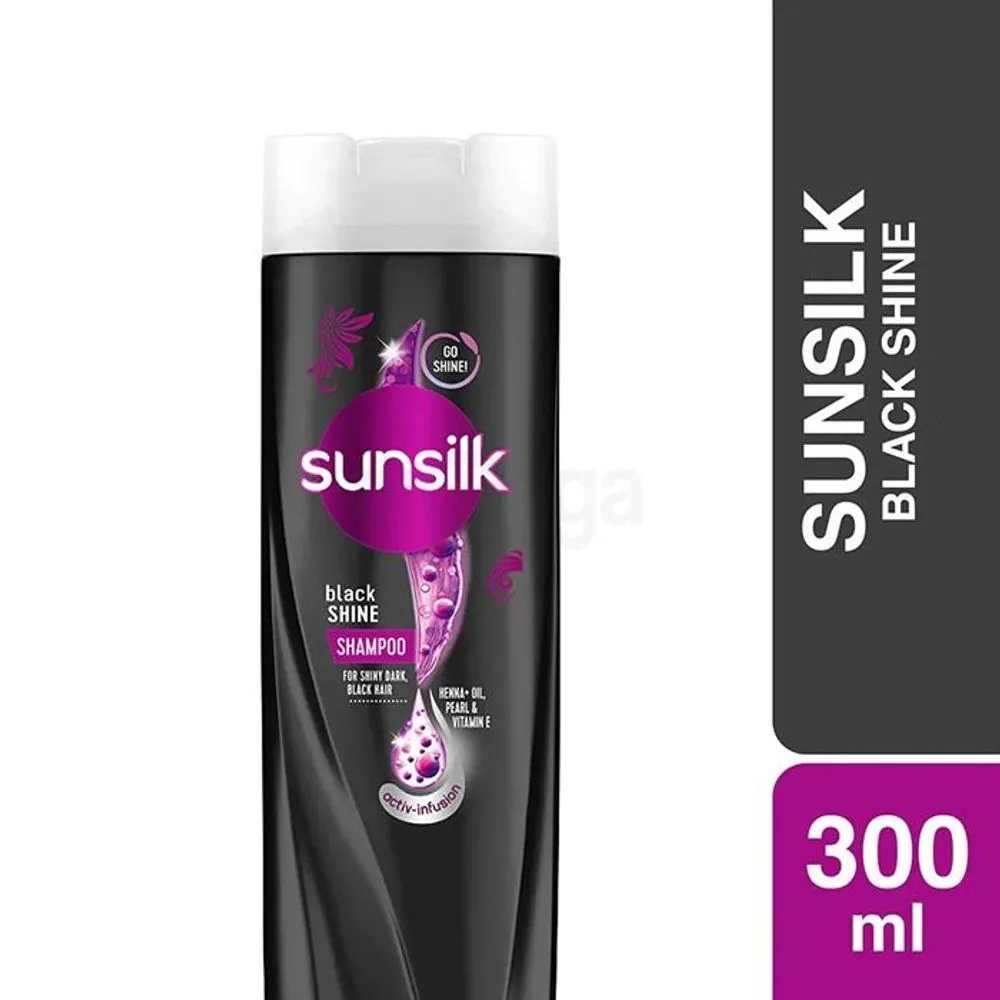 GO
SHINE!
sunsilk
black
SHINE
SHAMPOO
FOR SHINY DARK,
BLACK HAIR
HENNA+ OIL,
PEARL &
VITAMIN E
activ-infusion
SUNSILK
BLACK SHINE
300
ml